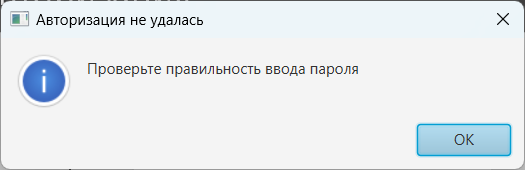 Авторизация не удалась
Проверьте правильность ввода пароля
OK